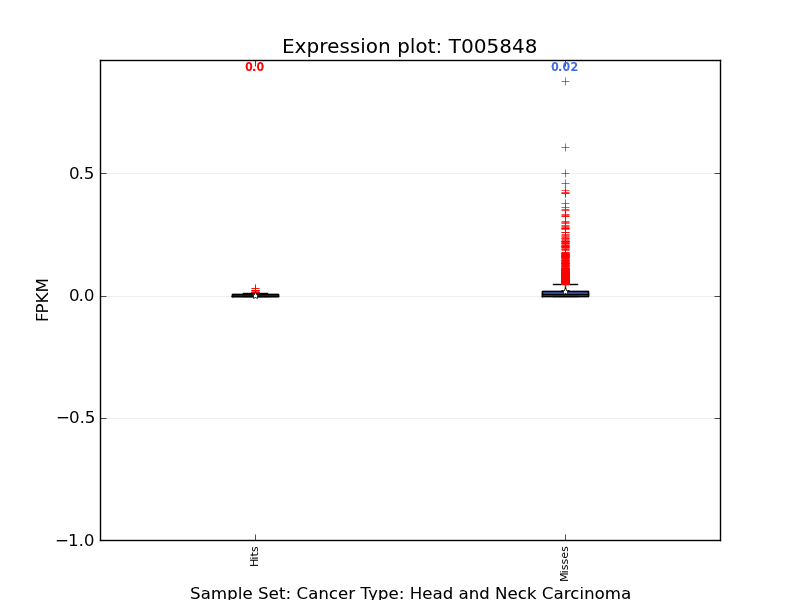 Expression plot: T005848
0.0
0.02
0.5
0.0
−0.5
−1.0
FPKM
Hits
Misses
Sample Set: Cancer Type: Head and Neck Carcinoma